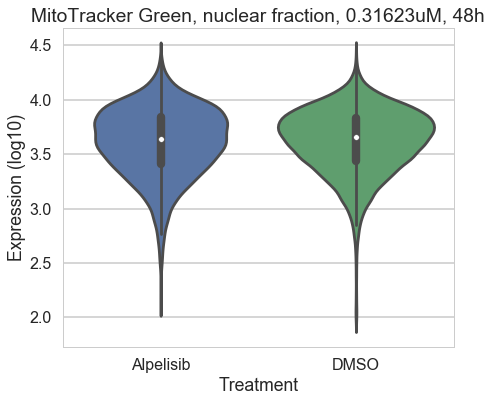 MitoTracker Green, nuclear fraction, 0.31623uM, 48h
4.5
4.0
3.5
3.0
2.5
2.0
Expression (log10)
Alpelisib
DMSO
Treatment